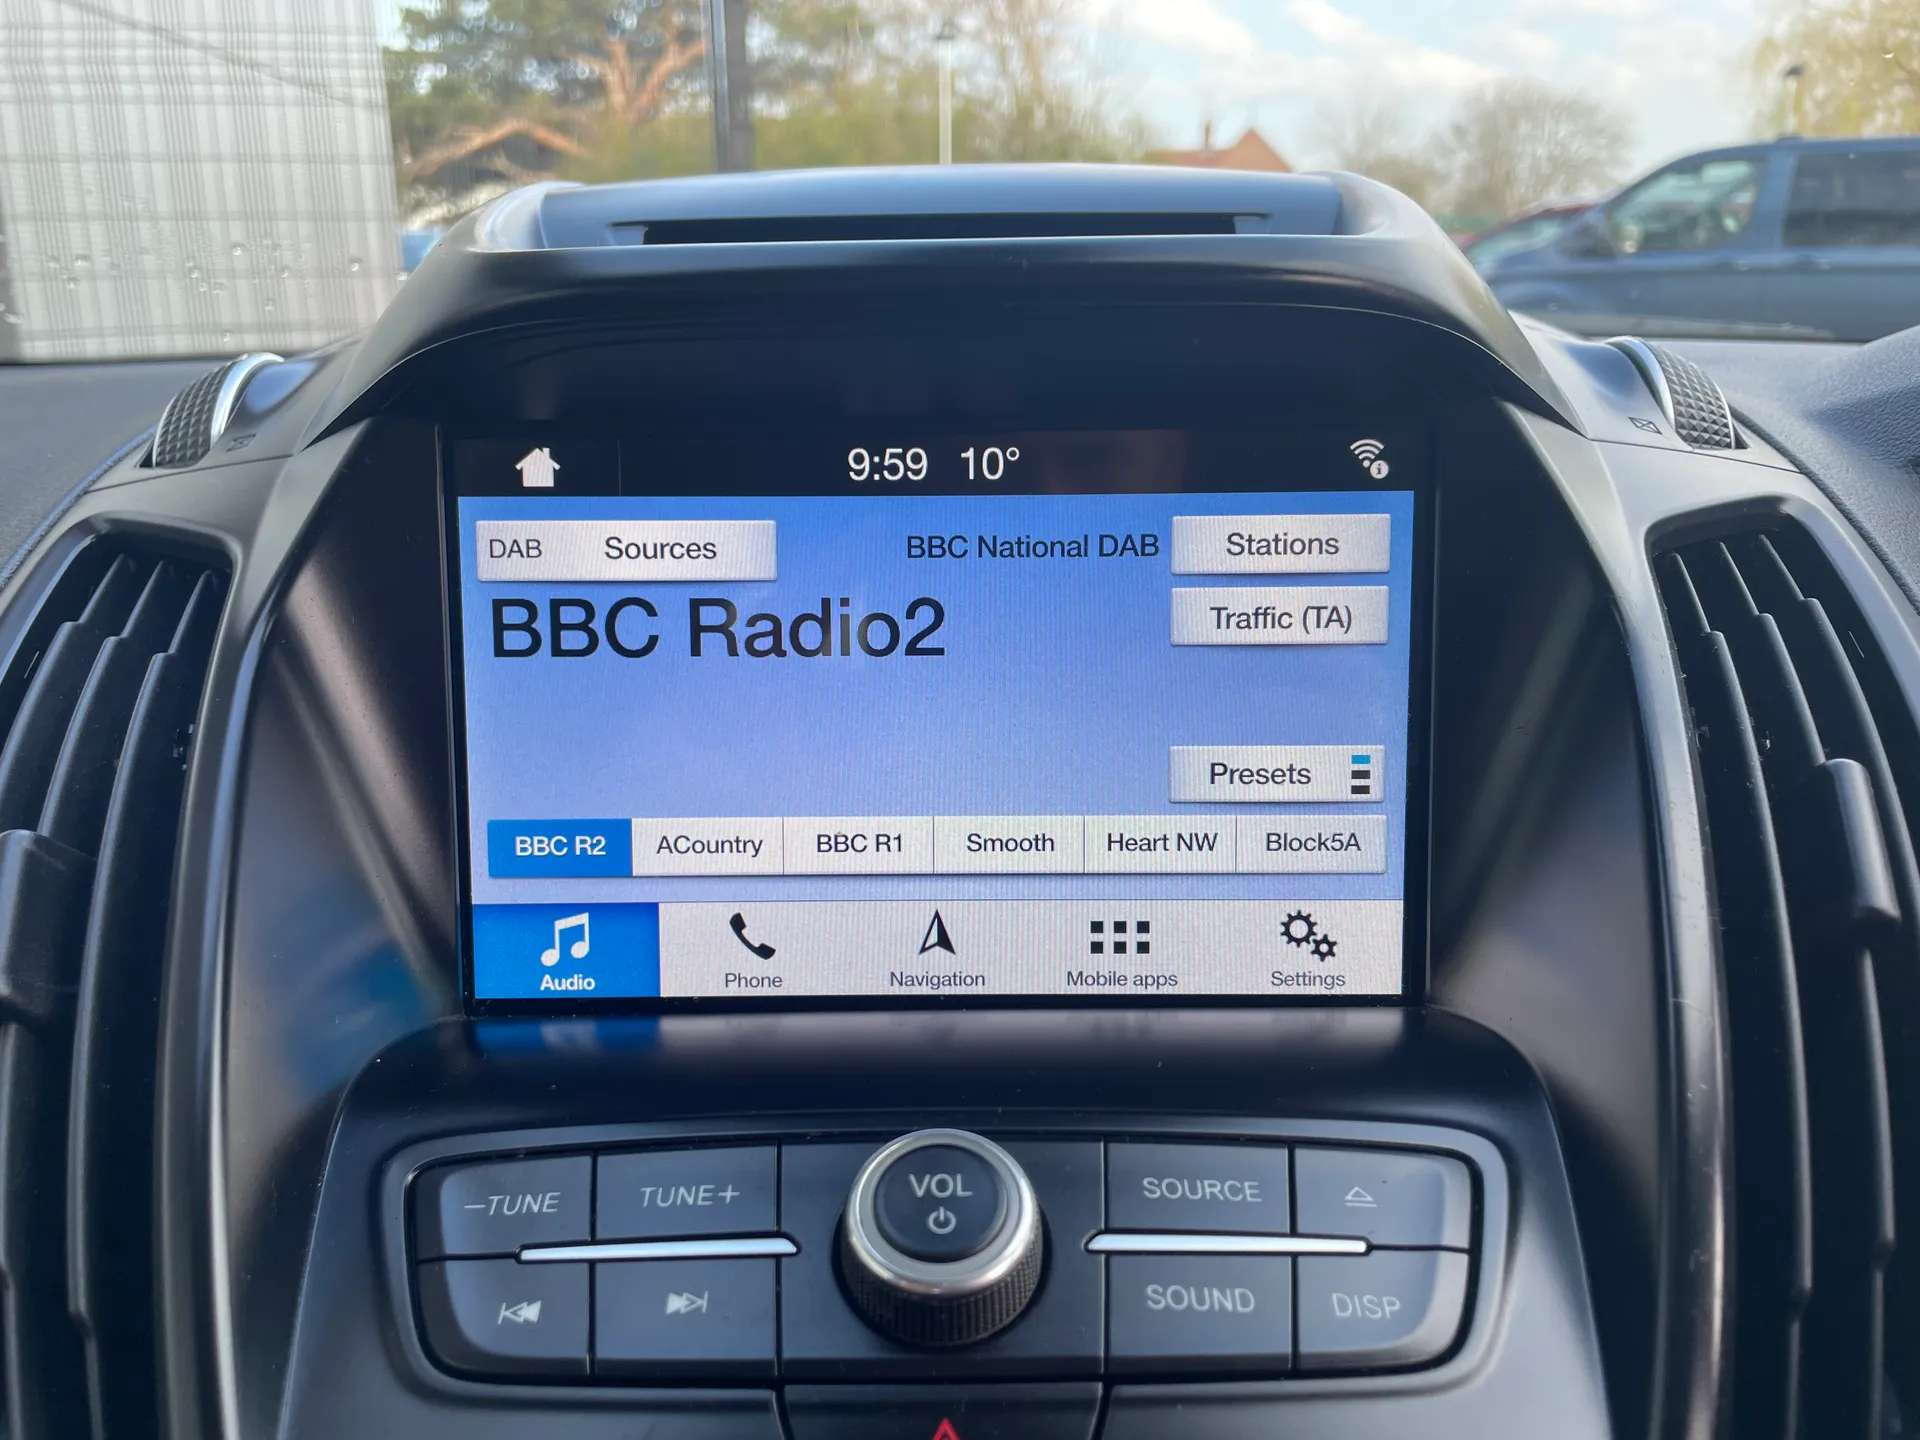 9:59 10°
DAB Sources
BBC National DAB
Stations
BBC Radio2
Traffic (TA)
Presets
BBC R2
ACountry
BBC R1
Smooth
Heart NW
Block5A
Audio
Phone
Navigation
Mobile apps
Settings
−TUNE
TUNE+
VOL
SOURCE
SOUND
DISP